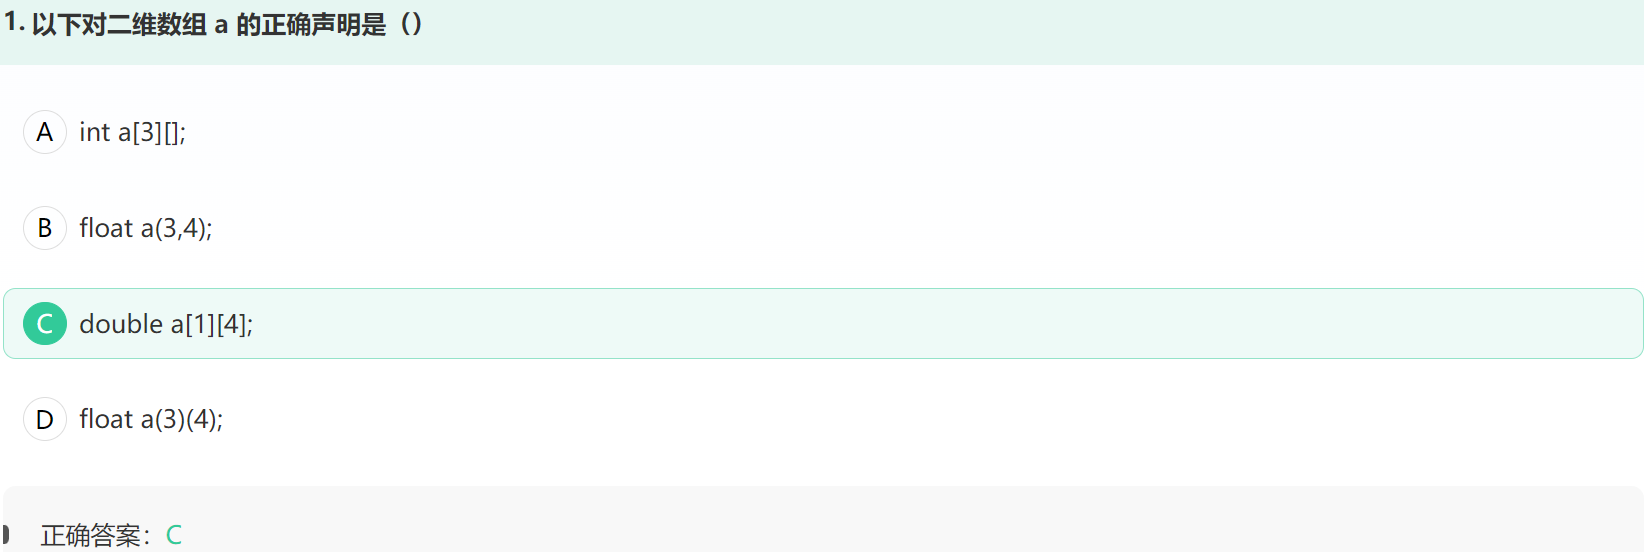 1. 以下对二维数组 a 的正确声明是（）
A int a[3][];
B float a(3,4);
C double a[1][4];
D float a(3)(4);
正确答案：C